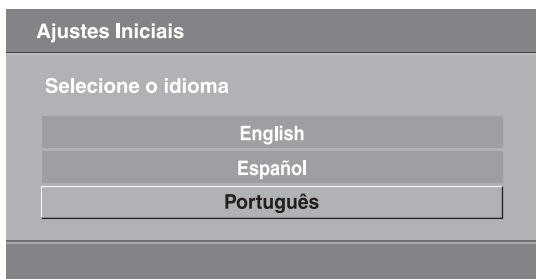 Ajustes Iniciais
Selecione o idioma
English
Español
Português